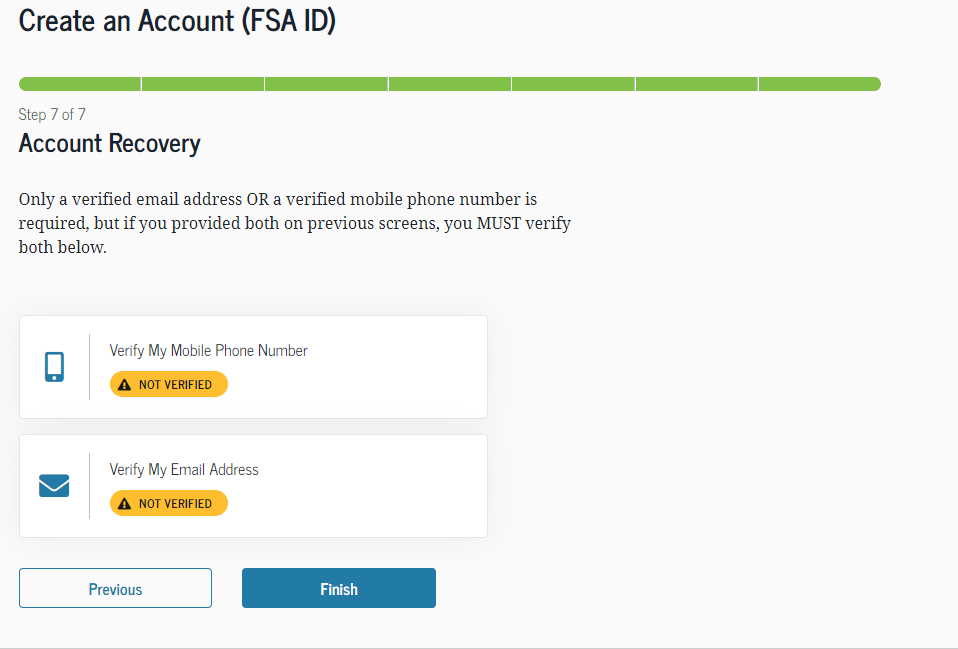 Create an Account (FSA ID)
Step 7 of 7
Account Recovery
Only a verified email address OR a verified mobile phone number is
required, but if you provided both on previous screens, you MUST verify
both below.
Verify My Mobile Phone Number
NOT VERIFIED
Verify My Email Address
NOT VERIFIED
Previous
Finish